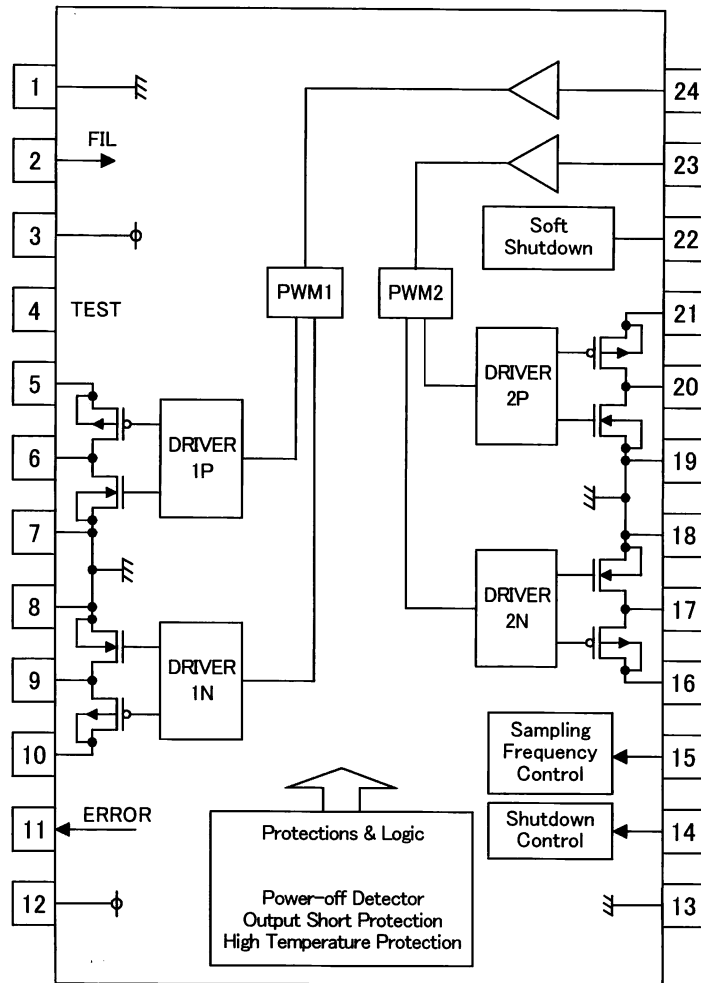 1
24
FIL
2
23
3
Soft
Shutdown
22
4
TEST
PWM1
PWM2
21
5
DRIVER
2P
20
6
DRIVER
1P
19
7
18
8
DRIVER
2N
17
9
DRIVER
1N
16
10
Sampling
Frequency
Control
15
11
ERROR
Protections & Logic
Shutdown
Control
14
12
Power-off Detector
Output Short Protection
High Temperature Protection
13